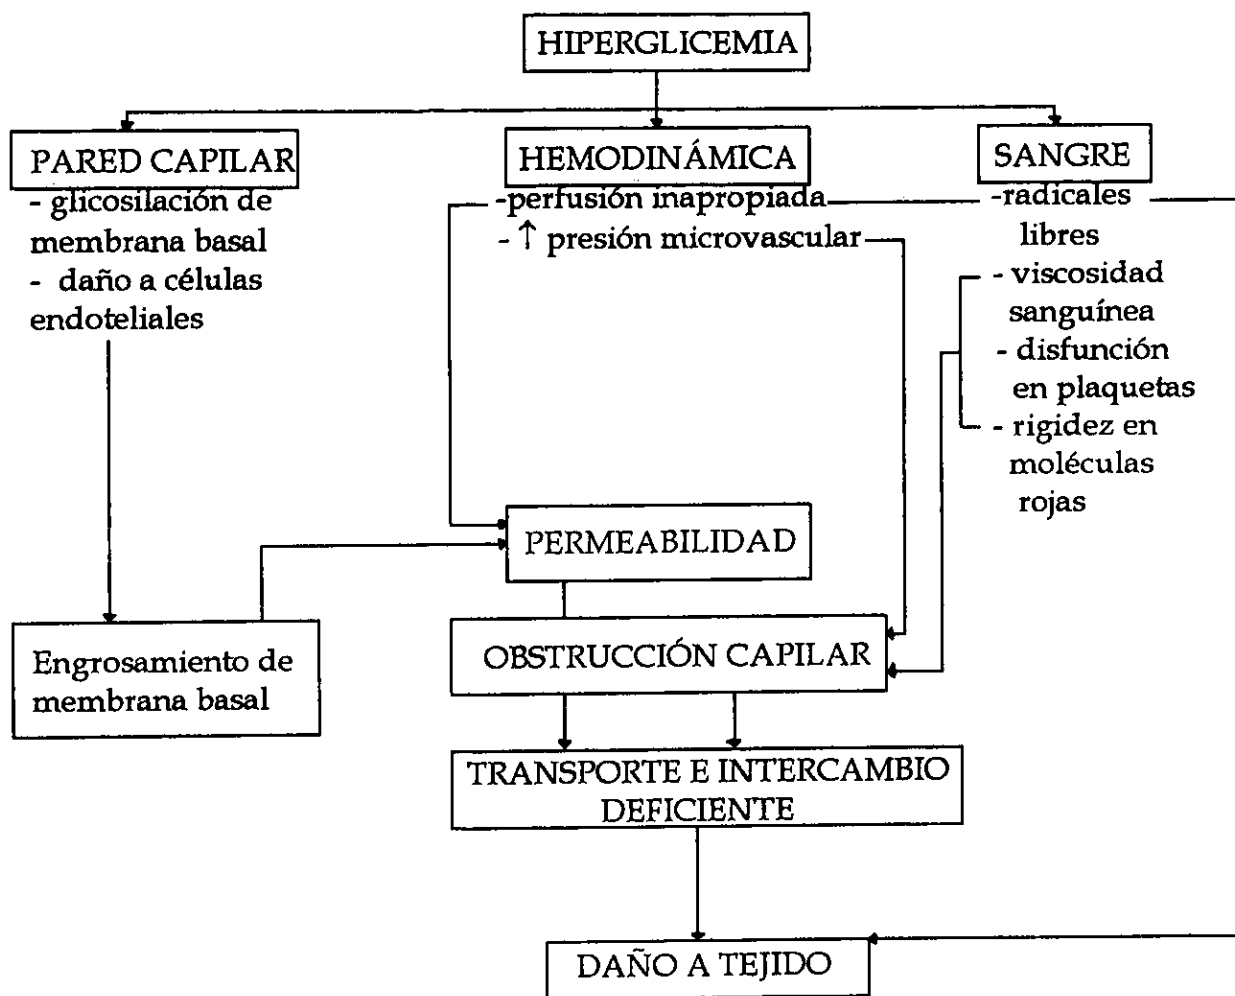 HIPERGLICEMIA
PARED CAPILAR
- glicosilación de
membrana basal
- daño a células
endoteliales
HEMODINÁMICA
-perfusión inapropiada
- ↑ presión microvascular
SANGRE
-radicales
libres
- viscosidad
sanguínea
- disfunción
en plaquetas
- rigidez en
moléculas
rojas
PERMEABILIDAD
Engrosamiento de
membrana basal
OBSTRUCCIÓN CAPILAR
TRANSPORTE E INTERCAMBIO
DEFICIENTE
DAÑO A TEJIDO